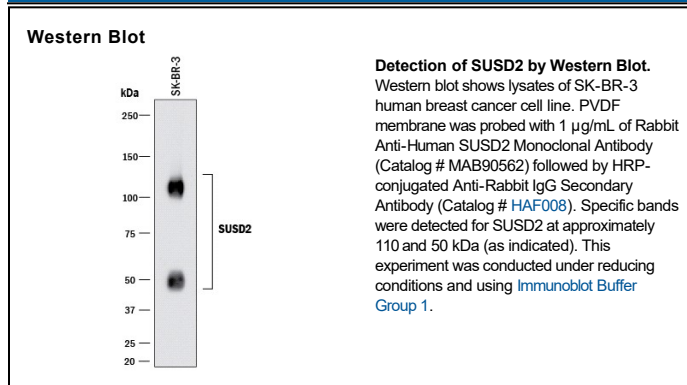 Western Blot
SK-BR-3
kDa
250
150
100
75
50
37
25
20
SUSD2
Detection of SUSD2 by Western Blot.
Western blot shows lysates of SK-BR-3
human breast cancer cell line. PVDF
membrane was probed with 1 µg/mL of Rabbit
Anti-Human SUSD2 Monoclonal Antibody
(Catalog # MAB90562) followed by HRP-
conjugated Anti-Rabbit IgG Secondary
Antibody (Catalog # HAF008). Specific bands
were detected for SUSD2 at approximately
110 and 50 kDa (as indicated). This
experiment was conducted under reducing
conditions and using Immunoblot Buffer
Group 1.